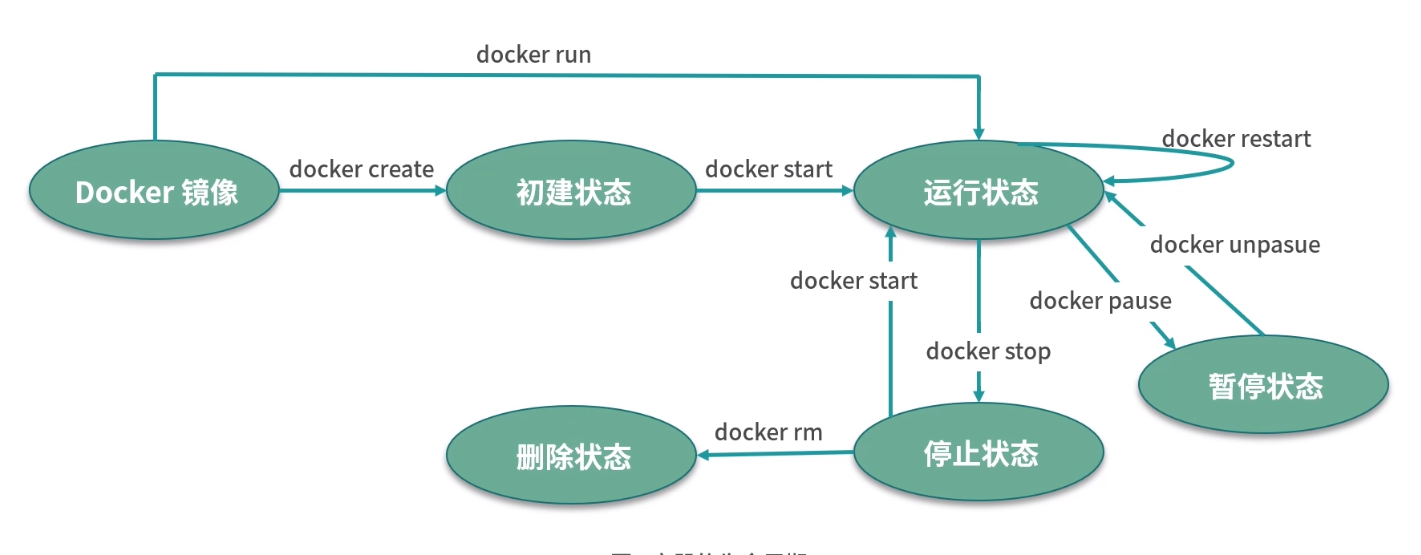 docker run
docker restart
Docker 镜像
docker create
初建状态
docker start
运行状态
docker unpasue
docker start
docker pause
docker stop
暂停状态
删除状态
docker rm
停止状态